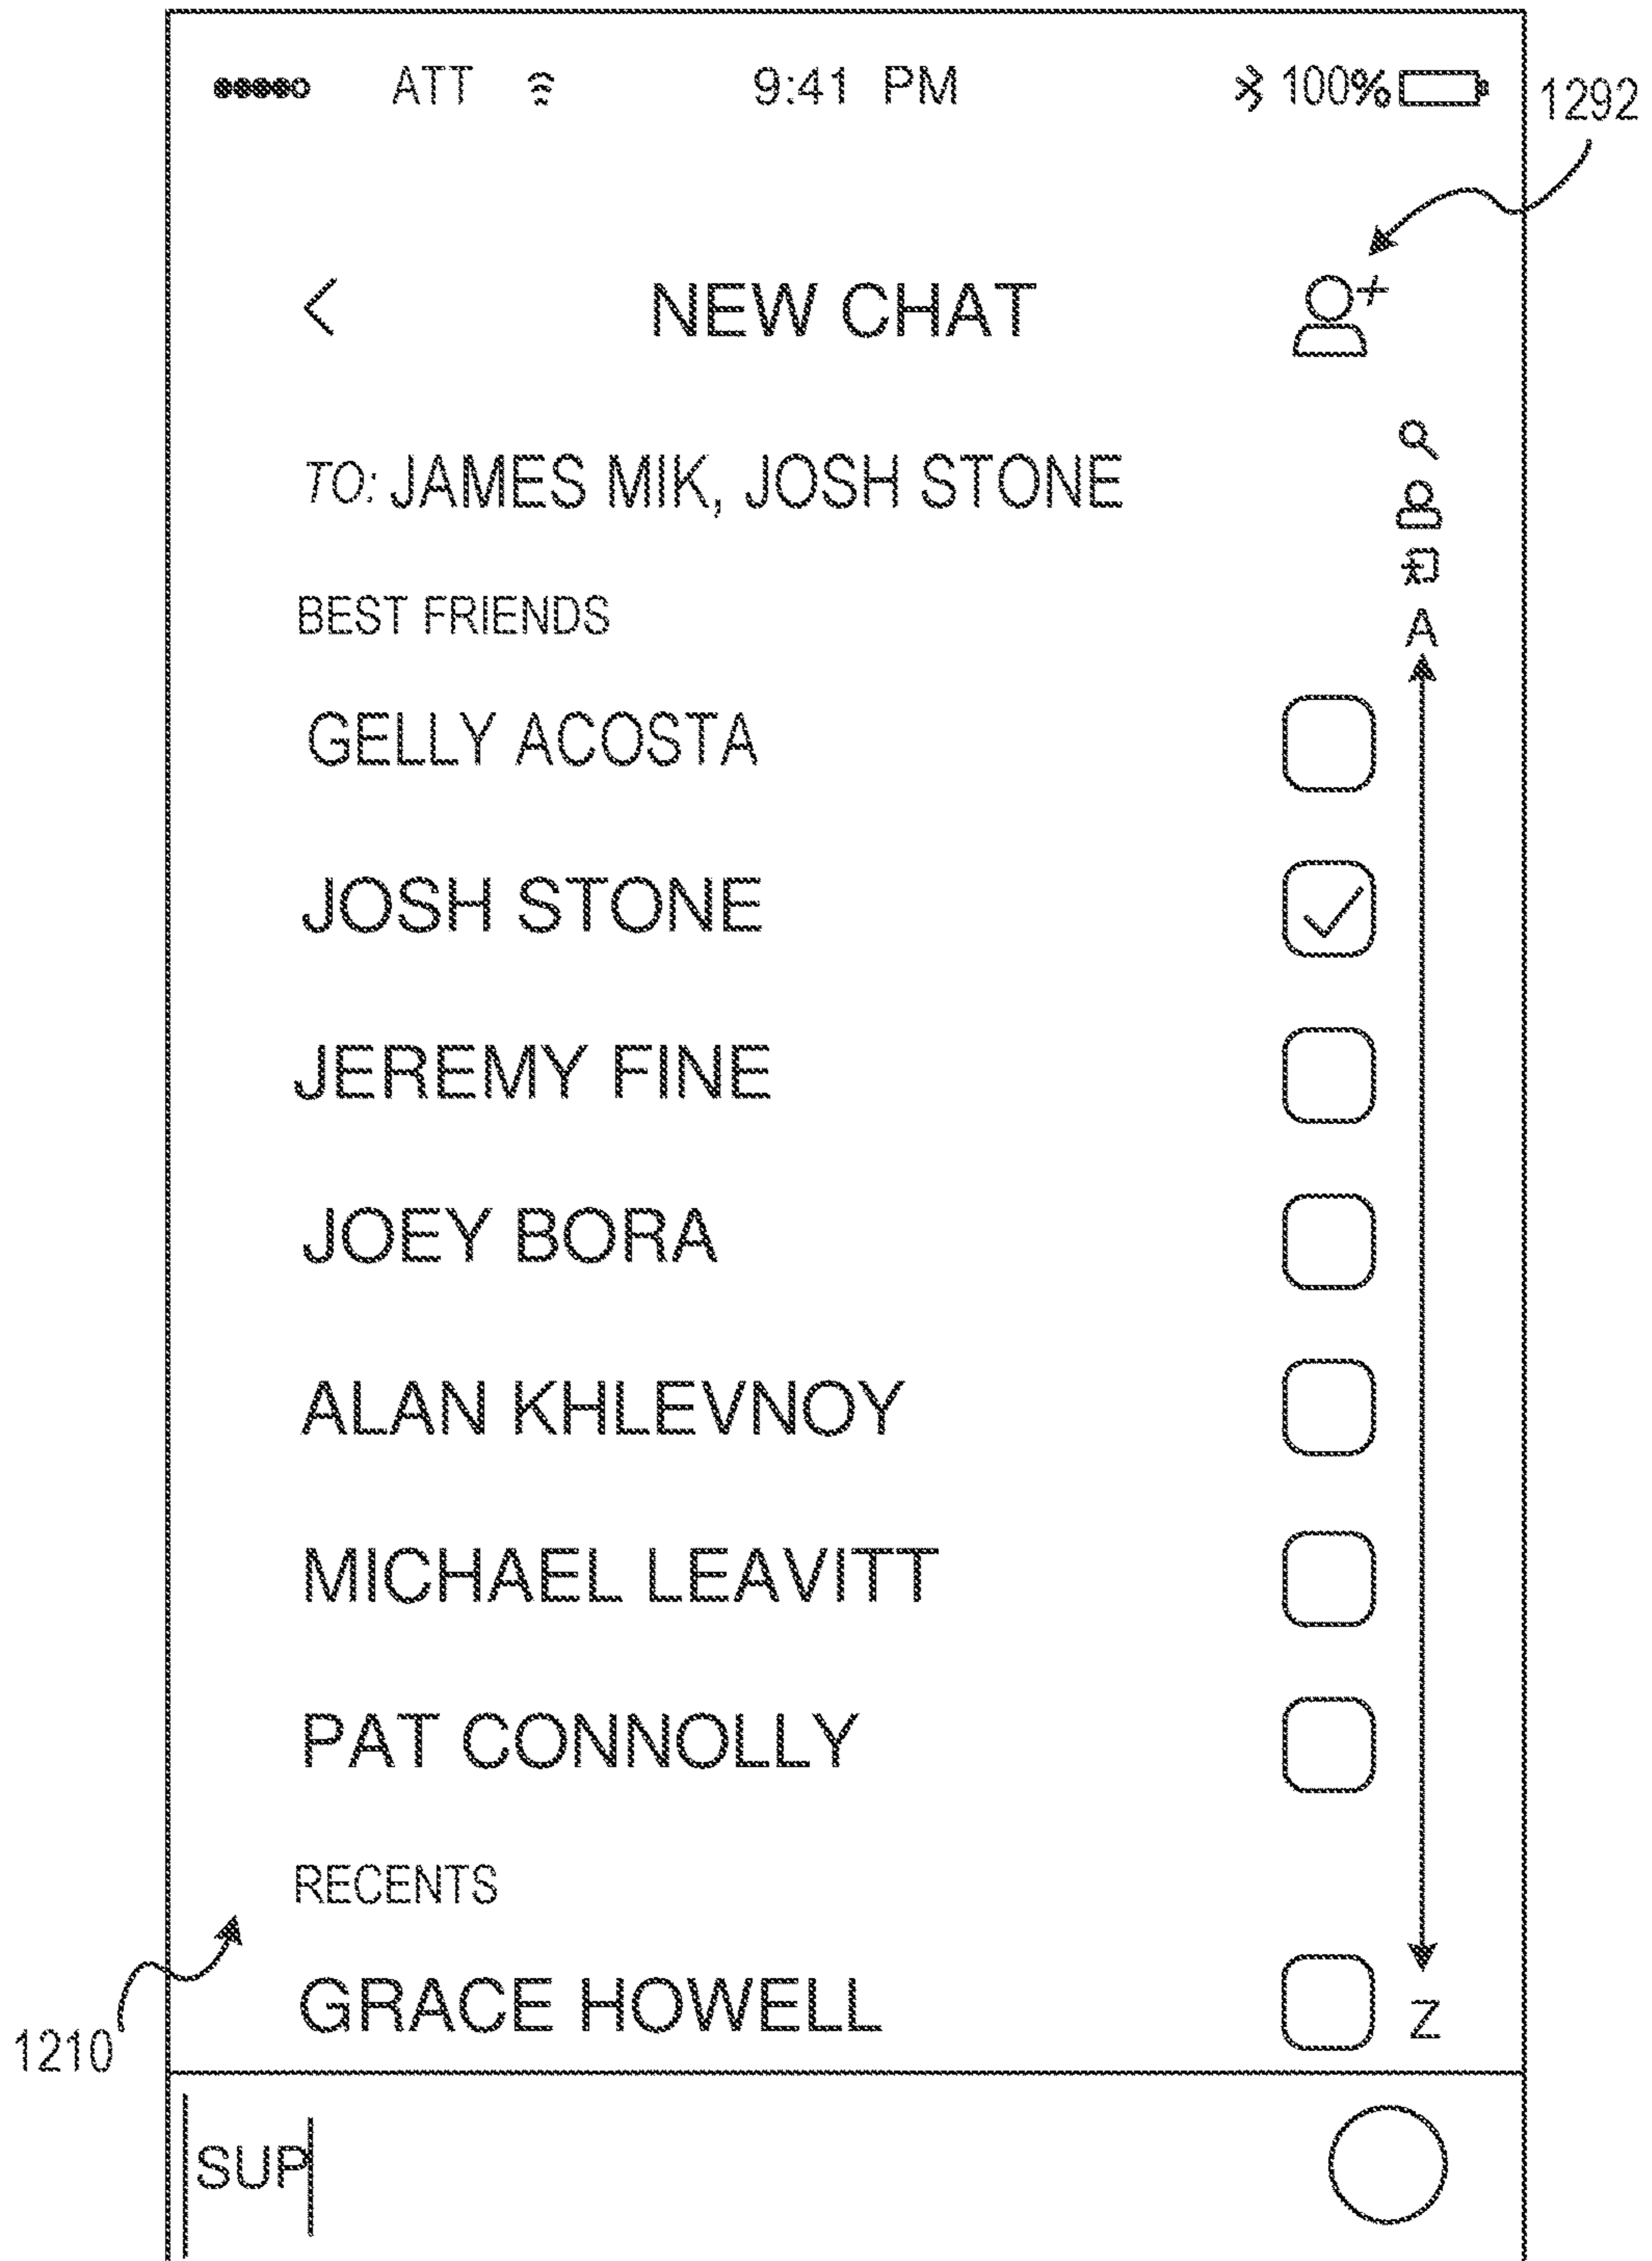 ATT 9:41 PM 100%
1292
NEW CHAT
TO: JAMES MIK, JOSH STONE
BEST FRIENDS
A
GELLY ACOSTA
JOSH STONE
JEREMY FINE
JOEY BORA
ALAN KHLEVNOY
MICHAEL LEAVITT
PAT CONNOLLY
RECENTS
GRACE HOWELL
Z
1210
SUP